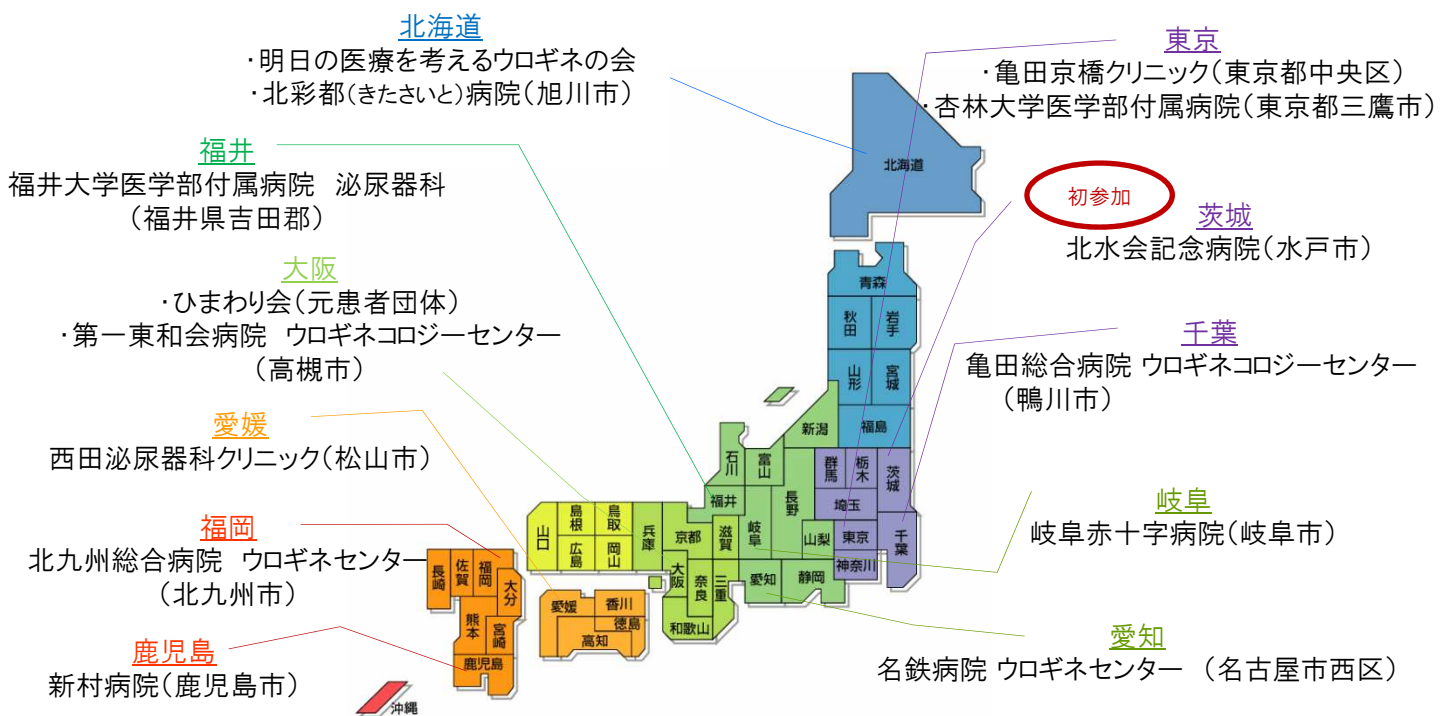 北海道
・明日の医療を考えるウロギネの会
・北彩都(きたさいと)病院(旭川市)
東京
・亀田京橋クリニック(東京都中央区)
・杏林大学医学部付属病院(東京都三鷹市)
福井
福井大学医学部付属病院　泌尿器科
(福井県吉田郡)
初参加
茨城
北水会記念病院(水戸市)
大阪
・ひまわり会(元患者団体)
・第一東和会病院　ウロギネコロジーセンター
(高槻市)
千葉
亀田総合病院 ウロギネコロジーセンター
(鴨川市)
愛媛
西田泌尿器科クリニック(松山市)
岐阜
岐阜赤十字病院(岐阜市)
福岡
北九州総合病院　ウロギネセンター
(北九州市)
愛知
名鉄病院 ウロギネセンター　(名古屋市西区)
鹿児島
新村病院(鹿児島市)
北海道
青森
秋田
岩手
山形
宮城
新潟
福島
石川
富山
群馬
栃木
茨城
福井
長野
埼玉
山口
島根
鳥取
兵庫
京都
滋賀
岐阜
山梨
東京
千葉
広島
岡山
神奈川
大阪
奈良
三重
愛知
静岡
和歌山
長崎
佐賀
福岡
大分
熊本
宮崎
鹿児島
愛媛
香川
徳島
高知
沖縄